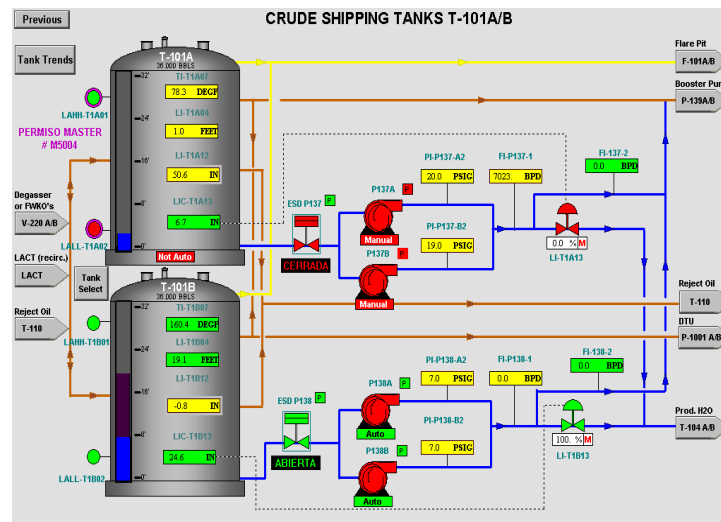 Previous
CRUDE SHIPPING TANKS T-101A/B
Tank Trends
T-101A
36.000 BBLS
32'
24'
16'
8'
0'
TI-T1A07
78.3 DEGF
LI-T1A04
1.0 FEET
LI-T1A12
50.6 IN
LIC-T1A13
6.7 IN
Not Auto
LAHH-T1A01
PERMISO MASTER
# M5004
LALL-T1A02
Degasser
or FWKO's
V-220 A/B
LACT (recirc.)
LACT
Tank
Select
Reject Oil
T-110
ESD P137
P
CERRADA
P137A
P
Manual
P137B
P
Manual
PI-P137-A2
20.0 PSIG
PI-P137-B2
19.0 PSIG
FI-P137-1
7023. BPD
FI-137-2
0.0 BPD
0.0 % M
LI-T1A13
Flare Pit
F-101A/B
Booster Pur
P-139A/B
Reject Oil
T-110
DTU
P-1001 A/B
Prod. H2O
T-104 A/B
T-101B
36.000 BBLS
24'
16'
8'
0'
TI-T1B07
160.4 DEGF
LI-T1B04
19.1 FEET
LI-T1B12
-0.8 IN
LIC-T1B13
24.6 IN
LAHH-T1B01
LALL-T1B02
ESD P138
P
ABIERTA
P138A
P
Auto
P138B
P
Auto
PI-P138-A2
7.0 PSIG
PI-P138-B2
7.0 PSIG
FI-P138-1
0.0 BPD
FI-138-2
0.0 BPD
100. % M
LI-T1B13